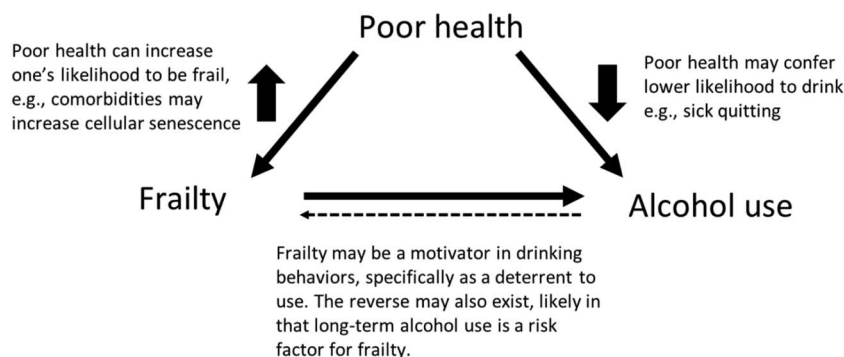 Poor health
Poor health can increase
one's likelihood to be frail,
e.g., comorbidities may
increase cellular senescence
Poor health may confer
lower likelihood to drink
e.g., sick quitting
Frailty
Alcohol use
Frailty may be a motivator in drinking
behaviors, specifically as a deterrent to
use. The reverse may also exist, likely in
that long-term alcohol use is a risk
factor for frailty.